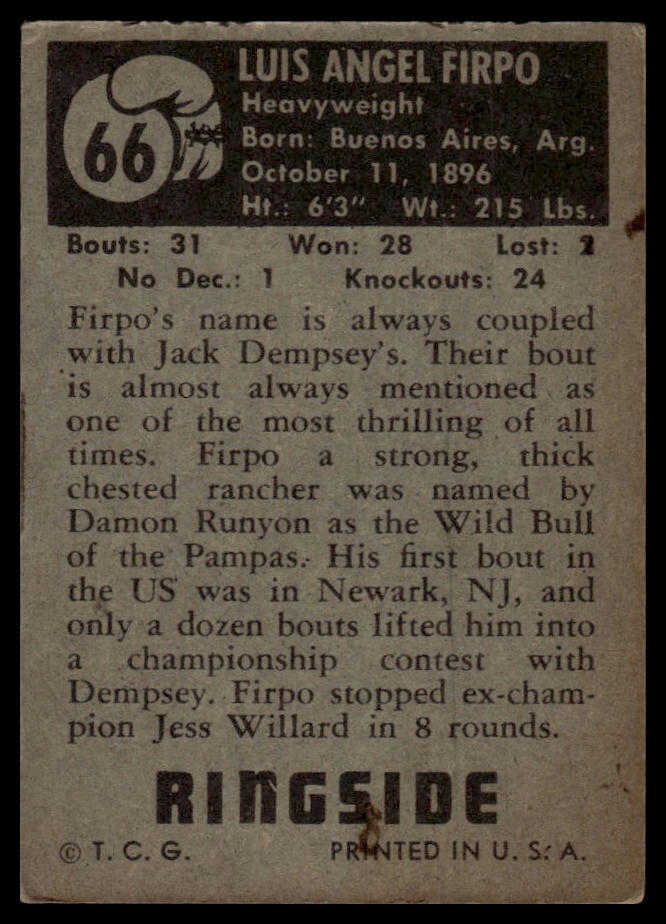 66
LUIS ANGEL FIRPO
Heavyweight
Born: Buenos Aires, Arg.
October 11, 1896
Ht.: 6'3" Wt.: 215 Lbs.
Bouts: 31 Won: 28 Lost: 2
No Dec.: 1 Knockouts: 24
Firpo's name is always coupled
with Jack Dempsey's. Their bout
is almost always mentioned as
one of the most thrilling of all
times. Firpo a strong, thick
chested rancher was named by
Damon Runyon as the Wild Bull
of the Pampas. His first bout in
the US was in Newark, NJ, and
only a dozen bouts lifted him into
a championship contest with
Dempsey. Firpo stopped ex-cham-
pion Jess Willard in 8 rounds.
RINGSIDE
© T. C. G. PRINTED IN U. S. A.